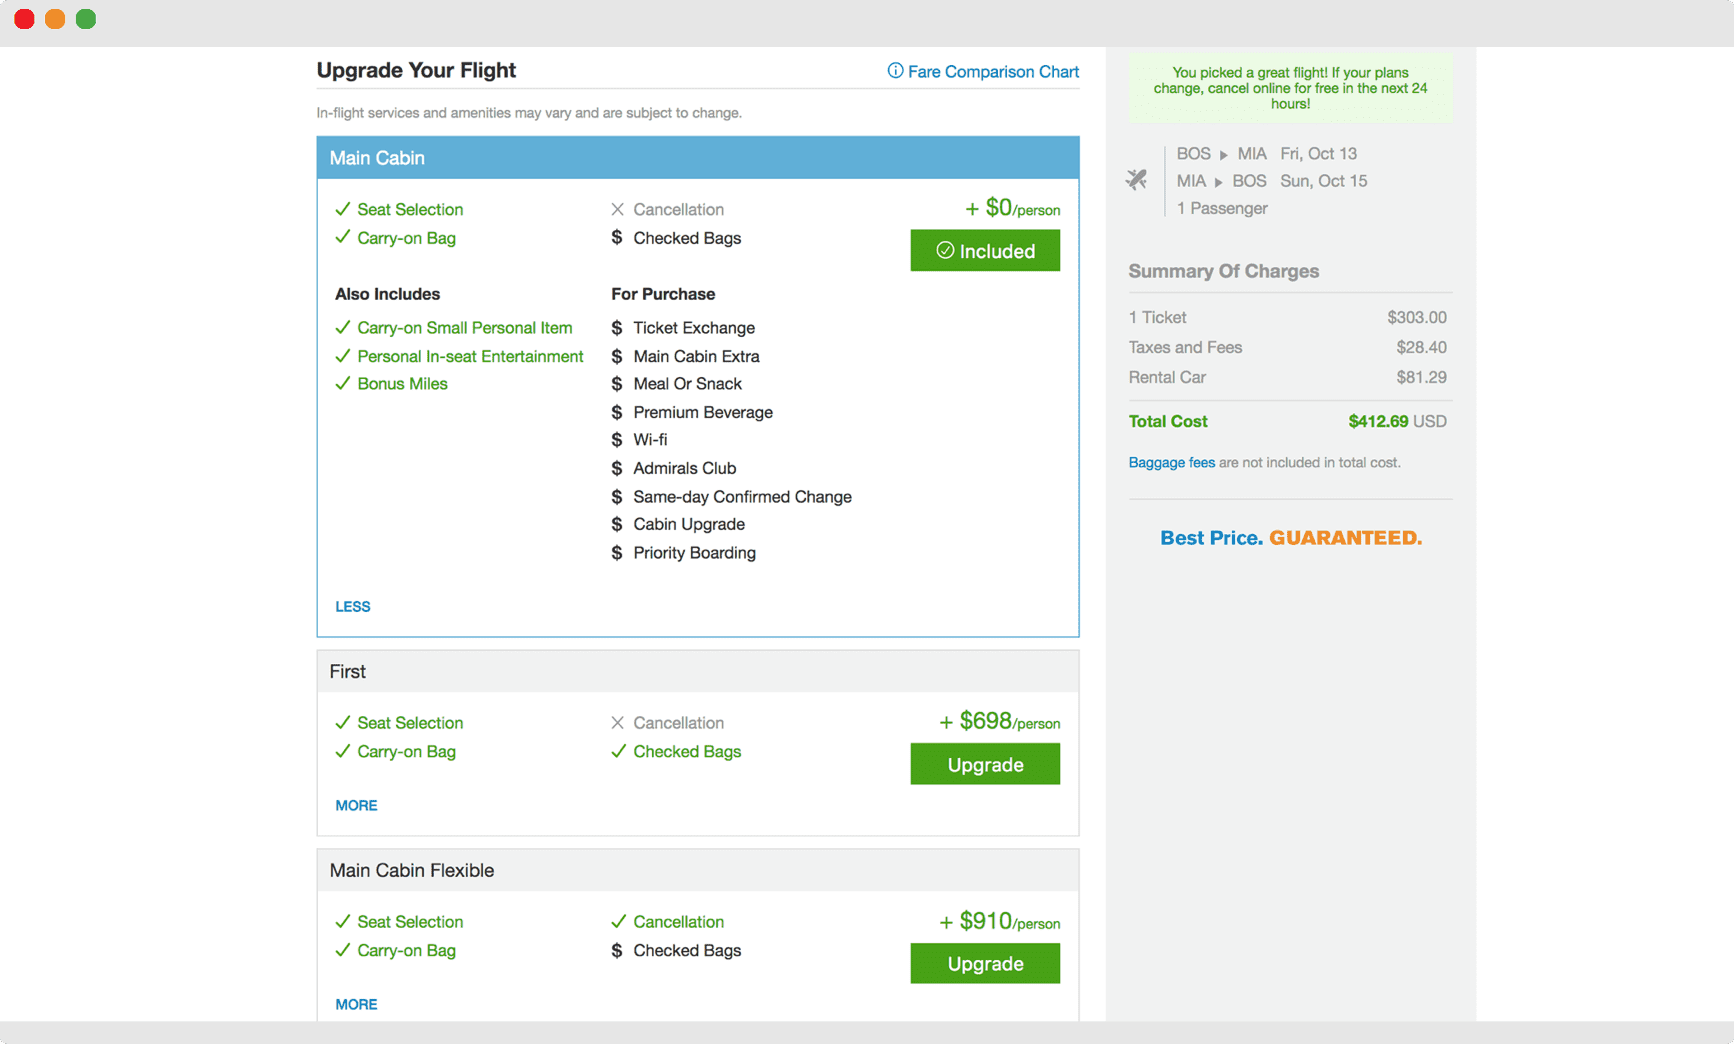 Upgrade Your Flight
Fare Comparison Chart
In-flight services and amenities may vary and are subject to change.
Main Cabin
Seat Selection
Carry-on Bag
Cancellation
$ Checked Bags
+ $0/person
Included
Also Includes
Carry-on Small Personal Item
Personal In-seat Entertainment
Bonus Miles
For Purchase
$ Ticket Exchange
$ Main Cabin Extra
$ Meal Or Snack
$ Premium Beverage
$ Wi-fi
$ Admirals Club
$ Same-day Confirmed Change
$ Cabin Upgrade
$ Priority Boarding
LESS
First
Seat Selection
Carry-on Bag
Cancellation
Checked Bags
+ $698/person
Upgrade
MORE
Main Cabin Flexible
Seat Selection
Carry-on Bag
Cancellation
$ Checked Bags
+ $910/person
Upgrade
MORE
You picked a great flight! If your plans
change, cancel online for free in the next 24
hours!
BOS ▸ MIA Fri, Oct 13
MIA ▸ BOS Sun, Oct 15
1 Passenger
Summary Of Charges
1 Ticket $303.00
Taxes and Fees $28.40
Rental Car $81.29
Total Cost $412.69 USD
Baggage fees are not included in total cost.
Best Price. GUARANTEED.